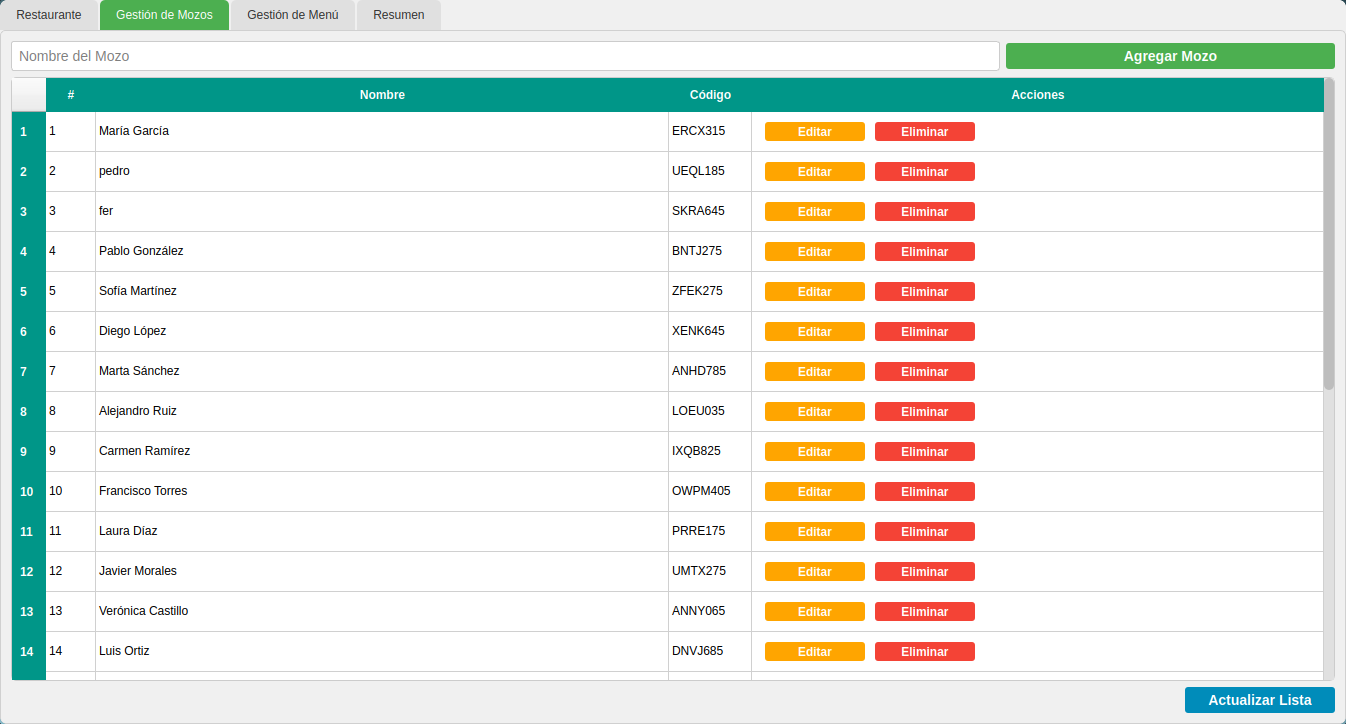 Restaurante Gestión de Mozos Gestión de Menú Resumen
Nombre del Mozo Agregar Mozo
# Nombre Código Acciones
1 1 María García ERCX315 Editar Eliminar
2 2 pedro UEQL185 Editar Eliminar
3 3 fer SKRA645 Editar Eliminar
4 4 Pablo González BNTJ275 Editar Eliminar
5 5 Sofía Martínez ZFEK275 Editar Eliminar
6 6 Diego López XENK645 Editar Eliminar
7 7 Marta Sánchez ANHD785 Editar Eliminar
8 8 Alejandro Ruiz LOEU035 Editar Eliminar
9 9 Carmen Ramírez IXQB825 Editar Eliminar
10 10 Francisco Torres OWPM405 Editar Eliminar
11 11 Laura Díaz PRRE175 Editar Eliminar
12 12 Javier Morales UMTX275 Editar Eliminar
13 13 Verónica Castillo ANNY065 Editar Eliminar
14 14 Luis Ortiz DNVJ685 Editar Eliminar
Actualizar Lista